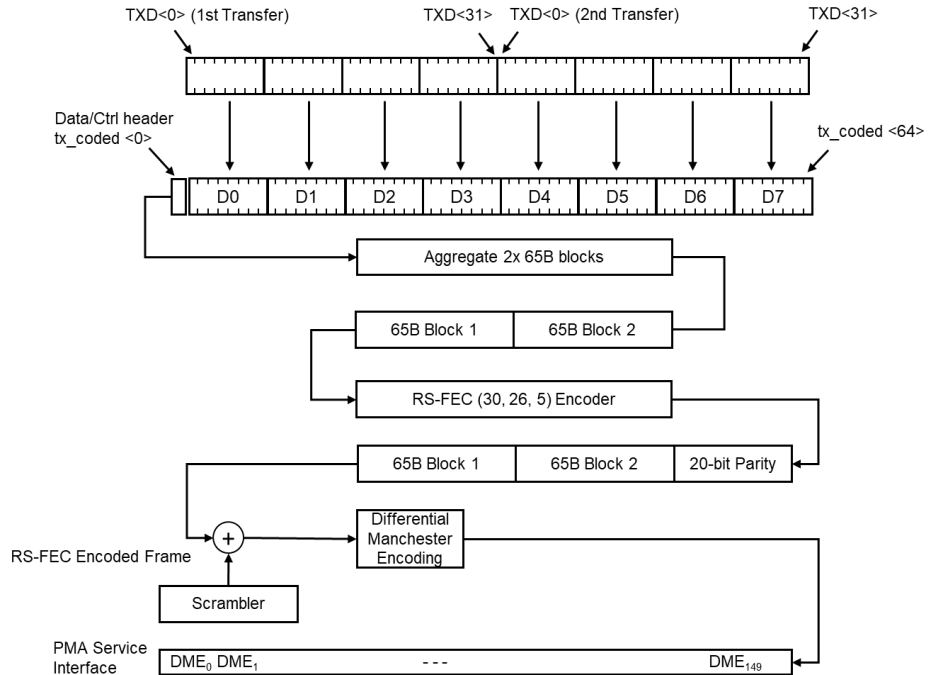 TXD<0> (1st Transfer) TXD<31> TXD<0> (2nd Transfer) TXD<31>
Data/Ctrl header
tx_coded <0> tx_coded <64>
D0 D1 D2 D3 D4 D5 D6 D7
Aggregate 2x 65B blocks
65B Block 1 65B Block 2
RS-FEC (30, 26, 5) Encoder
65B Block 1 65B Block 2 20-bit Parity
Differential
Manchester
Encoding
+
RS-FEC Encoded Frame
Scrambler
PMA Service
Interface
DME₀ DME₁ --- DME₁₄₉